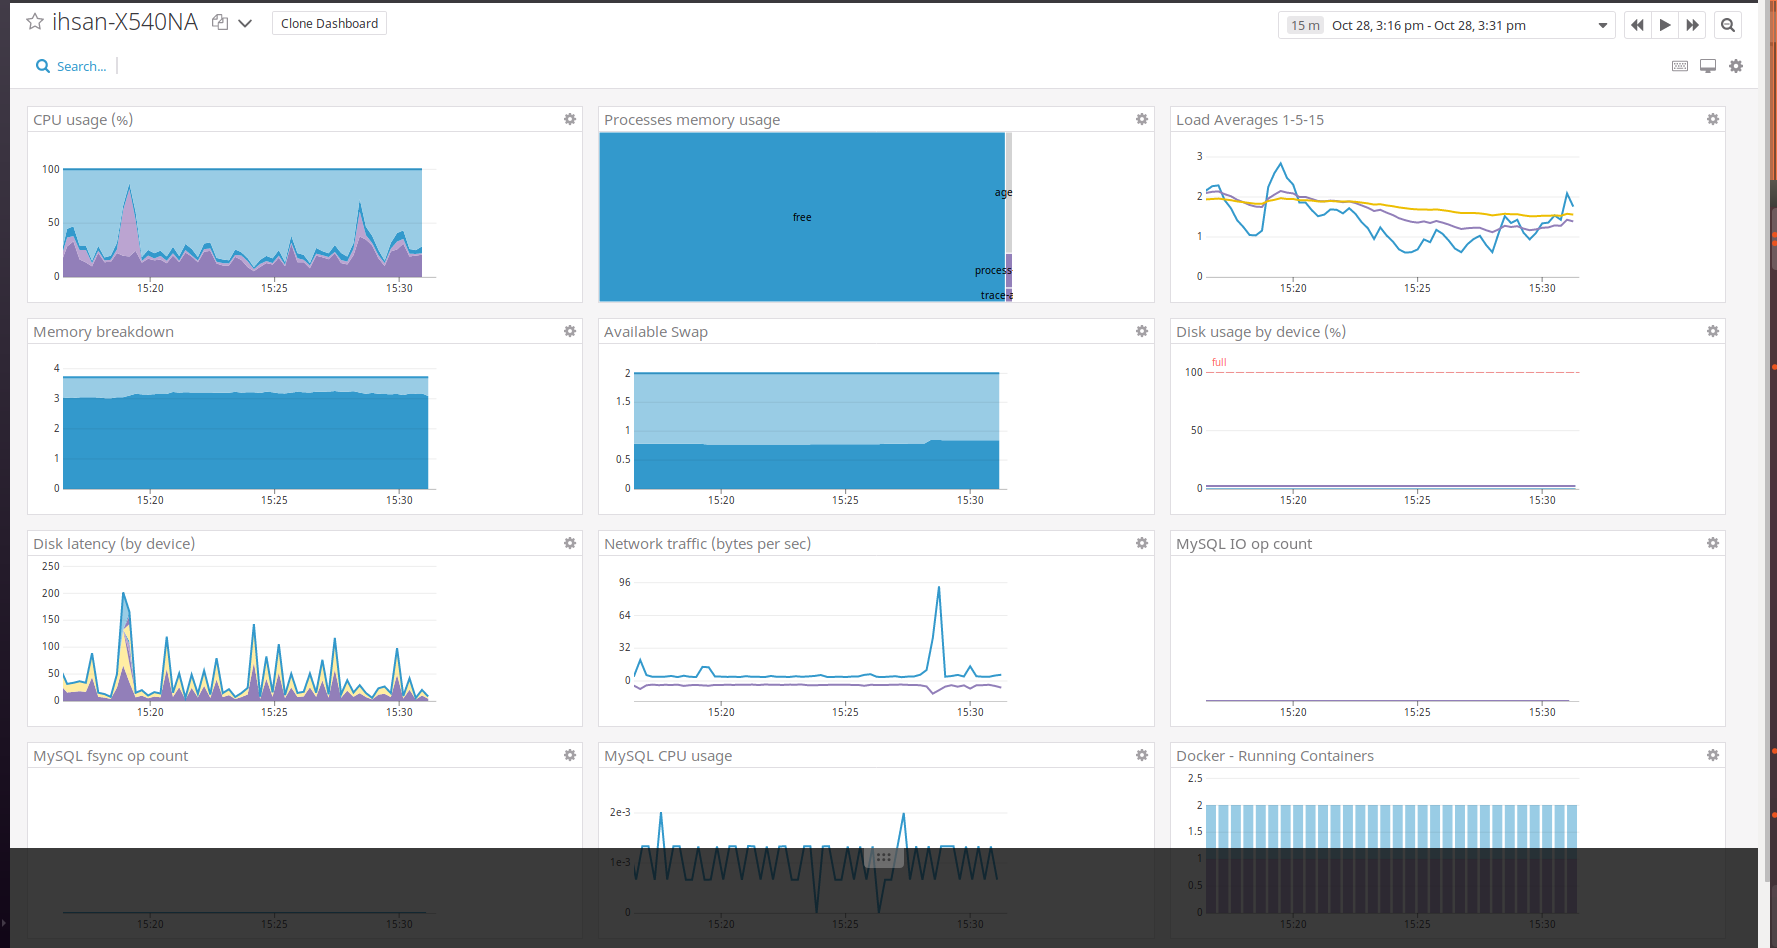 ihsan-X540NA
Clone Dashboard
15 m Oct 28, 3:16 pm - Oct 28, 3:31 pm
Search...
CPU usage (%)
100
50
0
15:20 15:25 15:30
Processes memory usage
free
age
process-
trace-a
Load Averages 1-5-15
3
2
1
0
15:20 15:25 15:30
Memory breakdown
4
3
2
1
0
15:20 15:25 15:30
Available Swap
2
1.5
1
0.5
0
15:20 15:25 15:30
Disk usage by device (%)
full
100
50
0
15:20 15:25 15:30
Disk latency (by device)
250
200
150
100
50
0
15:20 15:25 15:30
Network traffic (bytes per sec)
96
64
32
0
15:20 15:25 15:30
MySQL IO op count
15:20 15:25 15:30
MySQL fsync op count
15:20 15:25 15:30
MySQL CPU usage
2e-3
1e-3
0
15:20 15:25 15:30
Docker - Running Containers
2.5
2
1.5
1
0.5
0
15:20 15:25 15:30